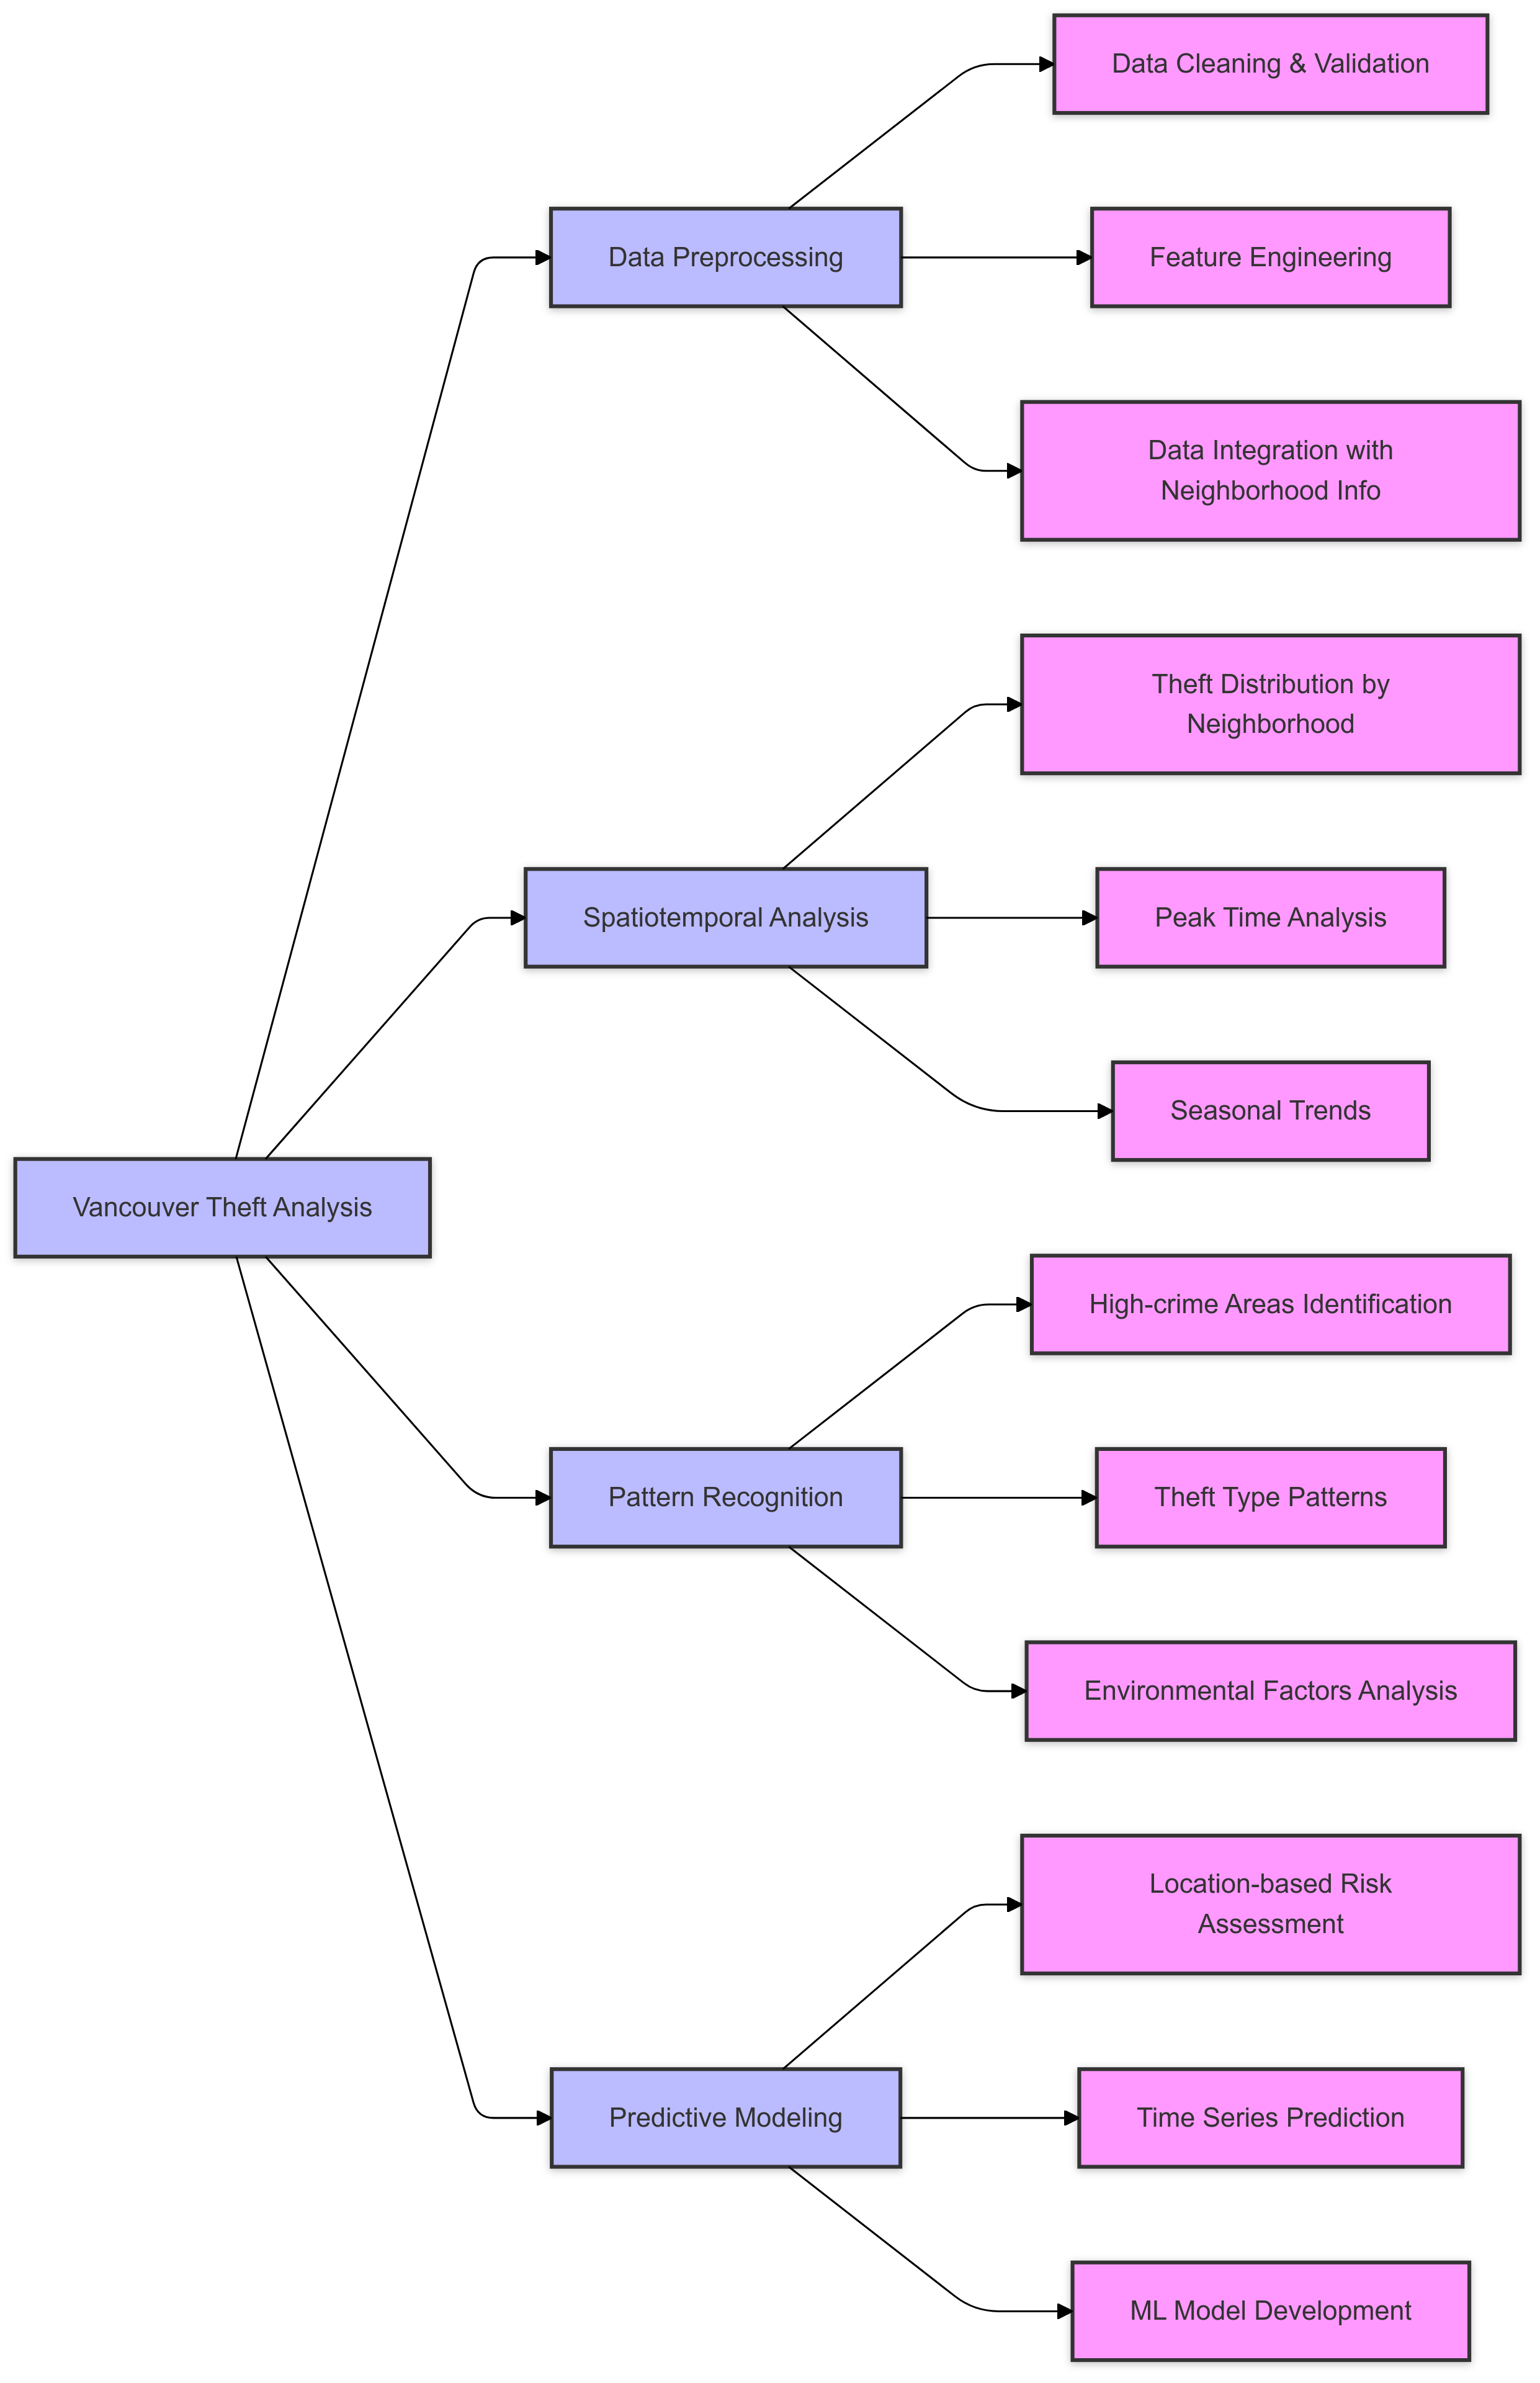 Data Cleaning & Validation
Data Preprocessing
Feature Engineering
Data Integration with
Neighborhood Info
Theft Distribution by
Neighborhood
Spatiotemporal Analysis
Peak Time Analysis
Seasonal Trends
Vancouver Theft Analysis
High-crime Areas Identification
Pattern Recognition
Theft Type Patterns
Environmental Factors Analysis
Location-based Risk
Assessment
Predictive Modeling
Time Series Prediction
ML Model Development